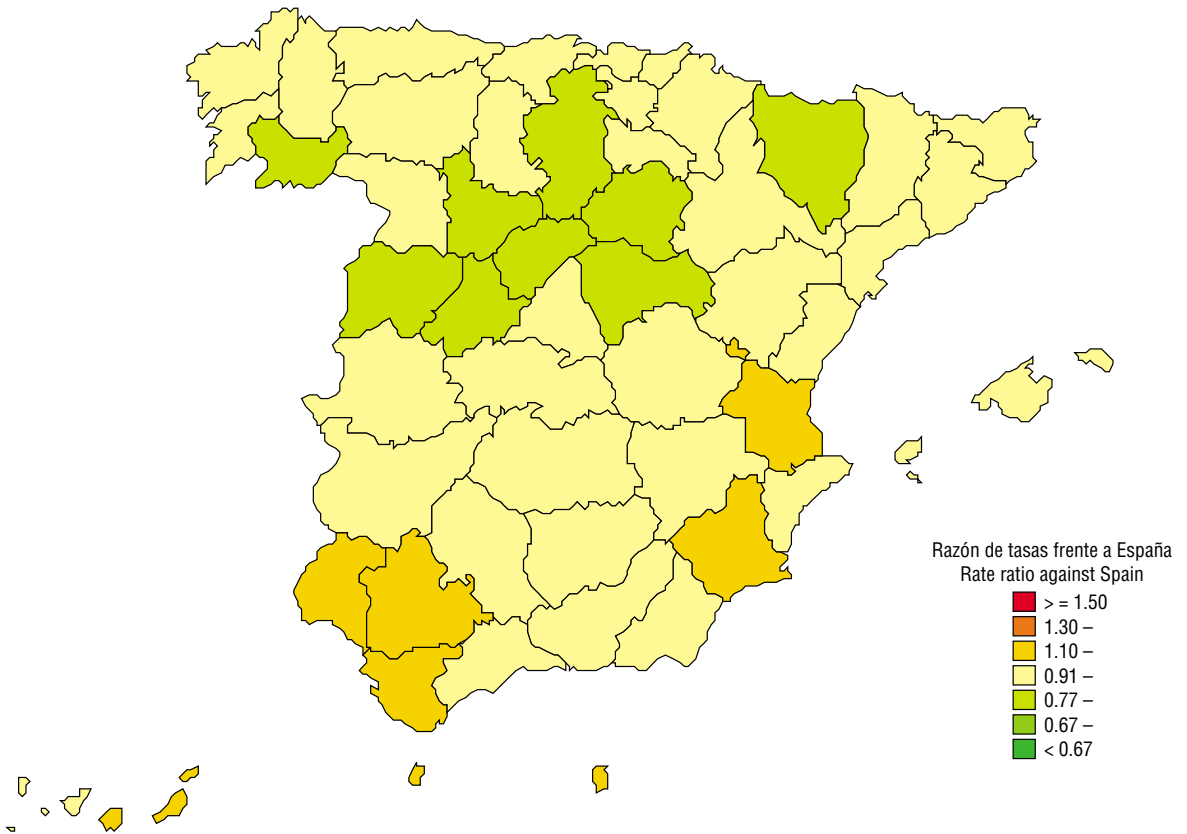 Razón de tasas frente a España
Rate ratio against Spain
> = 1.50
1.30 –
1.10 –
0.91 –
0.77 –
0.67 –
< 0.67